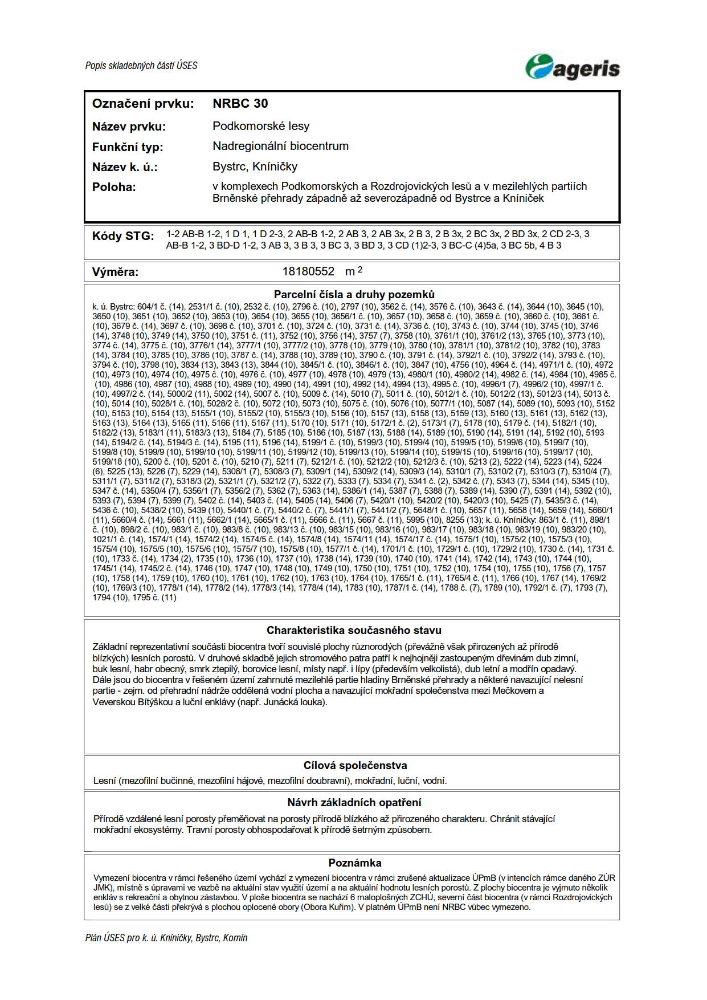 Popis skladebných částí ÚSES
ageris
Označení prvku: NRBC 30
Název prvku: Podkomorské lesy
Funkční typ: Nadregionální biocentrum
Název k. ú.: Bystrc, Kníničky
Poloha: v komplexech Podkomorských a Rozdrojovických lesů a v mezilehlých partiích
Brněnské přehrady západně až severozápadně od Bystrce a Kníniček
Kódy STG: 1-2 AB-B 1-2, 1 D 1, 1 D 2-3, 2 AB-B 1-2, 2 AB 3, 2 AB 3x, 2 B 3, 2 B 3x, 2 BC 3x, 2 BD 3x, 2 CD 2-3, 3
AB-B 1-2, 3 BD-D 1-2, 3 AB 3, 3 B 3, 3 BC 3, 3 BD 3, 3 CD (1)2-3, 3 BC-C (4)5a, 3 BC 5b, 4 B 3
Výměra: 18180552 m 2
Parcelní čísla a druhy pozemků
k. ú. Bystrc: 604/1 č. (14), 2531/1 č. (10), 2532 č. (10), 2796 č. (10), 2797 (10), 3562 č. (14), 3576 č. (10), 3643 č. (14), 3644 (10), 3645 (10),
3650 (10), 3651 (10), 3652 (10), 3653 (10), 3654 (10), 3655 (10), 3656/1 č. (10), 3657 (10), 3658 č. (10), 3659 č. (10), 3660 č. (10), 3661 č.
(10), 3679 č. (14), 3697 č. (10), 3698 č. (10), 3701 č. (10), 3724 č. (10), 3731 č. (14), 3736 č. (10), 3743 č. (10), 3744 (10), 3745 (10), 3746
(14), 3748 (10), 3749 (14), 3750 (10), 3751 č. (11), 3752 (10), 3756 (14), 3757 (7), 3758 (10), 3761/1 (10), 3761/2 (13), 3765 (10), 3773 (10),
3774 č. (14), 3775 č. (10), 3776/1 (14), 3777/1 (10), 3777/2 (10), 3778 (10), 3779 (10), 3780 (10), 3781/1 (10), 3781/2 (10), 3782 (10), 3783
(14), 3784 (10), 3785 (10), 3786 (10), 3787 č. (14), 3788 (10), 3789 (10), 3790 č. (10), 3791 č. (14), 3792/1 č. (10), 3792/2 (14), 3793 č. (10),
3794 č. (10), 3798 (10), 3834 (13), 3843 (13), 3844 (10), 3845/1 č. (10), 3846/1 č. (10), 3847 (10), 4756 (10), 4964 č. (14), 4971/1 č. (10), 4972
(10), 4973 (10), 4974 (10), 4975 č. (10), 4976 č. (10), 4977 (10), 4978 (10), 4979 (13), 4980/1 (10), 4980/2 (14), 4982 č. (14), 4984 (10), 4985 č.
(10), 4986 (10), 4987 (10), 4988 (10), 4989 (10), 4990 (14), 4991 (10), 4992 (14), 4994 (13), 4995 č. (10), 4996/1 (7), 4996/2 (10), 4997/1 č.
(10), 4997/2 č. (14), 5000/2 (11), 5002 (14), 5007 č. (10), 5009 č. (14), 5010 (7), 5011 č. (10), 5012/1 č. (10), 5012/2 (13), 5012/3 (14), 5013 č.
(10), 5014 (10), 5028/1 č. (10), 5028/2 č. (10), 5072 (10), 5073 (10), 5075 č. (10), 5076 (10), 5077/1 (10), 5087 (14), 5089 (10), 5093 (10), 5152
(10), 5153 (10), 5154 (13), 5155/1 (10), 5155/2 (10), 5155/3 (10), 5156 (10), 5157 (13), 5158 (13), 5159 (13), 5160 (13), 5161 (13), 5162 (13),
5163 (13), 5164 (13), 5165 (11), 5166 (11), 5167 (11), 5170 (10), 5171 (10), 5172/1 č. (2), 5173/1 (7), 5178 (10), 5179 č. (14), 5182/1 (10),
5182/2 (13), 5183/1 (11), 5183/3 (13), 5184 (7), 5185 (10), 5186 (10), 5187 (13), 5188 (14), 5189 (10), 5190 (14), 5191 (14), 5192 (10), 5193
(14), 5194/2 č. (14), 5194/3 č. (14), 5195 (11), 5196 (14), 5199/1 č. (10), 5199/3 (10), 5199/4 (10), 5199/5 (10), 5199/6 (10), 5199/7 (10),
5199/8 (10), 5199/9 (10), 5199/10 (10), 5199/11 (10), 5199/12 (10), 5199/13 (10), 5199/14 (10), 5199/15 (10), 5199/16 (10), 5199/17 (10),
5199/18 (10), 5200 č. (10), 5201 č. (10), 5210 (7), 5211 (7), 5212/1 č. (10), 5212/2 (10), 5212/3 č. (10), 5213 (2), 5222 (14), 5223 (14), 5224
(6), 5225 (13), 5226 (7), 5229 (14), 5308/1 (7), 5308/3 (7), 5309/1 (14), 5309/2 (14), 5309/3 (14), 5310/1 (7), 5310/2 (7), 5310/3 (7), 5310/4 (7),
5311/1 (7), 5311/2 (7), 5318/3 (2), 5321/1 (7), 5321/2 (7), 5322 (7), 5333 (7), 5334 (7), 5341 č. (2), 5342 č. (7), 5343 (7), 5344 (14), 5345 (10),
5347 č. (14), 5350/4 (7), 5356/1 (7), 5356/2 (7), 5362 (7), 5363 (14), 5386/1 (14), 5387 (7), 5388 (7), 5389 (14), 5390 (7), 5391 (14), 5392 (10),
5393 (7), 5394 (7), 5399 (7), 5402 č. (14), 5403 č. (14), 5405 (14), 5406 (7), 5420/1 (10), 5420/2 (10), 5420/3 (10), 5425 (7), 5435/3 č. (14),
5436 č. (10), 5438/2 (10), 5439 (10), 5440/1 č. (7), 5440/2 č. (7), 5441/1 (7), 5441/2 (7), 5648/1 č. (10), 5657 (11), 5658 (14), 5659 (14), 5660/1
(11), 5660/4 č. (14), 5661 (11), 5662/1 (14), 5665/1 č. (11), 5666 č. (11), 5667 č. (11), 5995 (10), 8255 (13); k. ú. Kníničky: 863/1 č. (11), 898/1
č. (10), 898/2 č. (10), 983/1 č. (10), 983/8 č. (10), 983/13 č. (10), 983/15 (10), 983/16 (10), 983/17 (10), 983/18 (10), 983/19 (10), 983/20 (10),
1021/1 č. (14), 1574/1 (14), 1574/2 (14), 1574/5 č. (14), 1574/8 (14), 1574/11 (14), 1574/17 č. (14), 1575/1 (10), 1575/2 (10), 1575/3 (10),
1575/4 (10), 1575/5 (10), 1575/6 (10), 1575/7 (10), 1575/8 (10), 1577/1 č. (14), 1701/1 č. (10), 1729/1 č. (10), 1729/2 (10), 1730 č. (14), 1731 č.
(10), 1733 č. (14), 1734 (2), 1735 (10), 1736 (10), 1737 (10), 1738 (14), 1739 (10), 1740 (10), 1741 (14), 1742 (14), 1743 (10), 1744 (10),
1745/1 (14), 1745/2 č. (14), 1746 (10), 1747 (10), 1748 (10), 1749 (10), 1750 (10), 1751 (10), 1752 (10), 1754 (10), 1755 (10), 1756 (7), 1757
(10), 1758 (14), 1759 (10), 1760 (10), 1761 (10), 1762 (10), 1763 (10), 1764 (10), 1765/1 č. (11), 1765/4 č. (11), 1766 (10), 1767 (14), 1769/2
(10), 1769/3 (10), 1778/1 (14), 1778/2 (14), 1778/3 (14), 1778/4 (14), 1783 (10), 1787/1 č. (14), 1788 č. (7), 1789 (10), 1792/1 č. (7), 1793 (7),
1794 (10), 1795 č. (11)
Charakteristika současného stavu
Základní reprezentativní součásti biocentra tvoří souvislé plochy různorodých (převážně však přirozených až přírodě
blízkých) lesních porostů. V druhové skladbě jejich stromového patra patří k nejhojněji zastoupeným dřevinám dub zimní,
buk lesní, habr obecný, smrk ztepilý, borovice lesní, místy např. i lípy (především velkolistá), dub letní a modřín opadavý.
Dále jsou do biocentra v řešeném území zahrnuté mezilehlé partie hladiny Brněnské přehrady a některé navazující nelesní
partie - zejm. od přehradní nádrže oddělená vodní plocha a navazující mokřadní společenstva mezi Mečkovem a
Veverskou Bítýškou a luční enklávy (např. Junácká louka).
Cílová společenstva
Lesní (mezofilní bučinné, mezofilní hájové, mezofilní doubravní), mokřadní, luční, vodní.
Návrh základních opatření
Přírodě vzdálené lesní porosty přeměňovat na porosty přírodě blízkého až přirozeného charakteru. Chránit stávající
mokřadní ekosystémy. Travní porosty obhospodařovat k přírodě šetrným způsobem.
Poznámka
Vymezení biocentra v rámci řešeného území vychází z vymezení biocentra v rámci zrušené aktualizace ÚPmB (v intencích rámce daného ZÚR
JMK), místně s úpravami ve vazbě na aktuální stav využití území a na aktuální hodnotu lesních porostů. Z plochy biocentra je vyjmuto několik
enkláv s rekreační a obytnou zástavbou. V ploše biocentra se nachází 6 maloplošných ZCHÚ, severní část biocentra (v rámci Rozdrojovických
lesů) se z velké části překrývá s plochou oplocené obory (Obora Kuřim). V platném ÚPmB není NRBC vůbec vymezeno.
Plán ÚSES pro k. ú. Kníničky, Bystrc, Komín